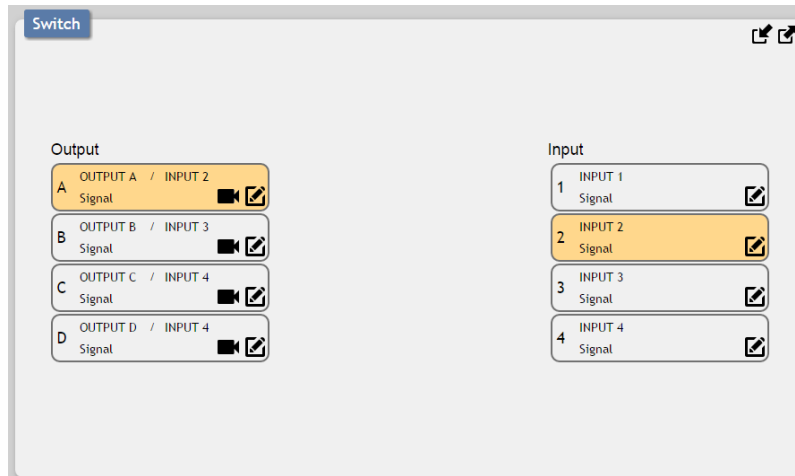 Switch
Output
A
OUTPUT A / INPUT 2
Signal
B
OUTPUT B / INPUT 3
Signal
C
OUTPUT C / INPUT 4
Signal
D
OUTPUT D / INPUT 4
Signal
Input
1
INPUT 1
Signal
2
INPUT 2
Signal
3
INPUT 3
Signal
4
INPUT 4
Signal